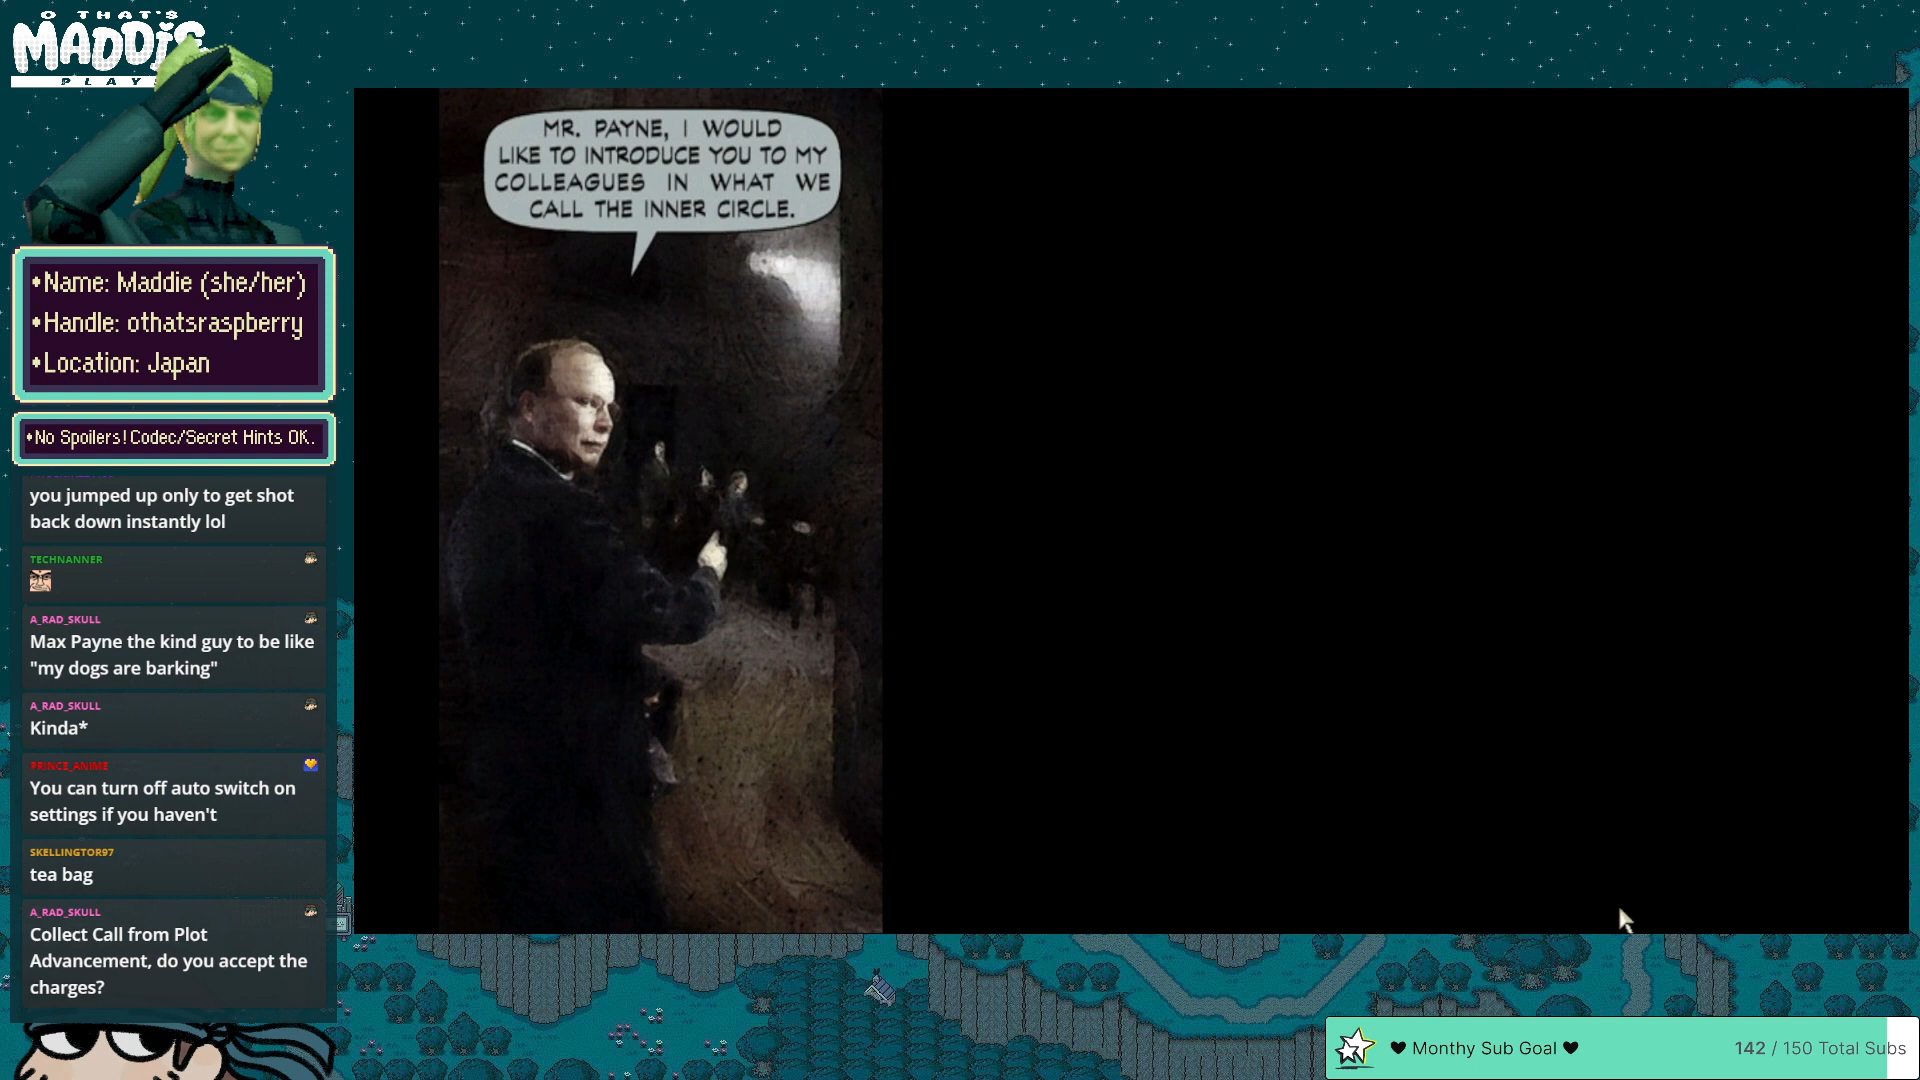 O THAT'S
MADDIE
PLAY
•Name: Maddie (she/her)
•Handle: othatsraspberry
•Location: Japan
•No Spoilers! Codec/Secret Hints OK.
you jumped up only to get shot
back down instantly lol
TECHNANNER
A_RAD_SKULL
Max Payne the kind guy to be like
"my dogs are barking"
A_RAD_SKULL
Kinda*
PRINCE_ANIME
You can turn off auto switch on
settings if you haven't
SKELLINGTOR97
tea bag
A_RAD_SKULL
Collect Call from Plot
Advancement, do you accept the
charges?
MR. PAYNE, I WOULD
LIKE TO INTRODUCE YOU TO MY
COLLEAGUES IN WHAT WE
CALL THE INNER CIRCLE.
♥ Monthy Sub Goal ♥
142 / 150 Total Subs